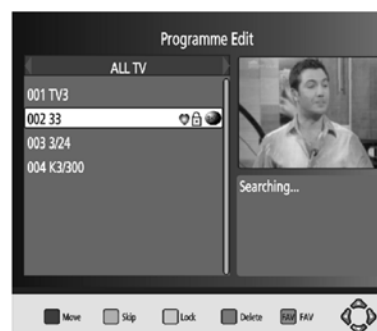 Programme Edit
ALL TV
001 TV3
002 33
003 3/24
004 K3/300
Searching...
Move Skip Lock Delete FAV FAV